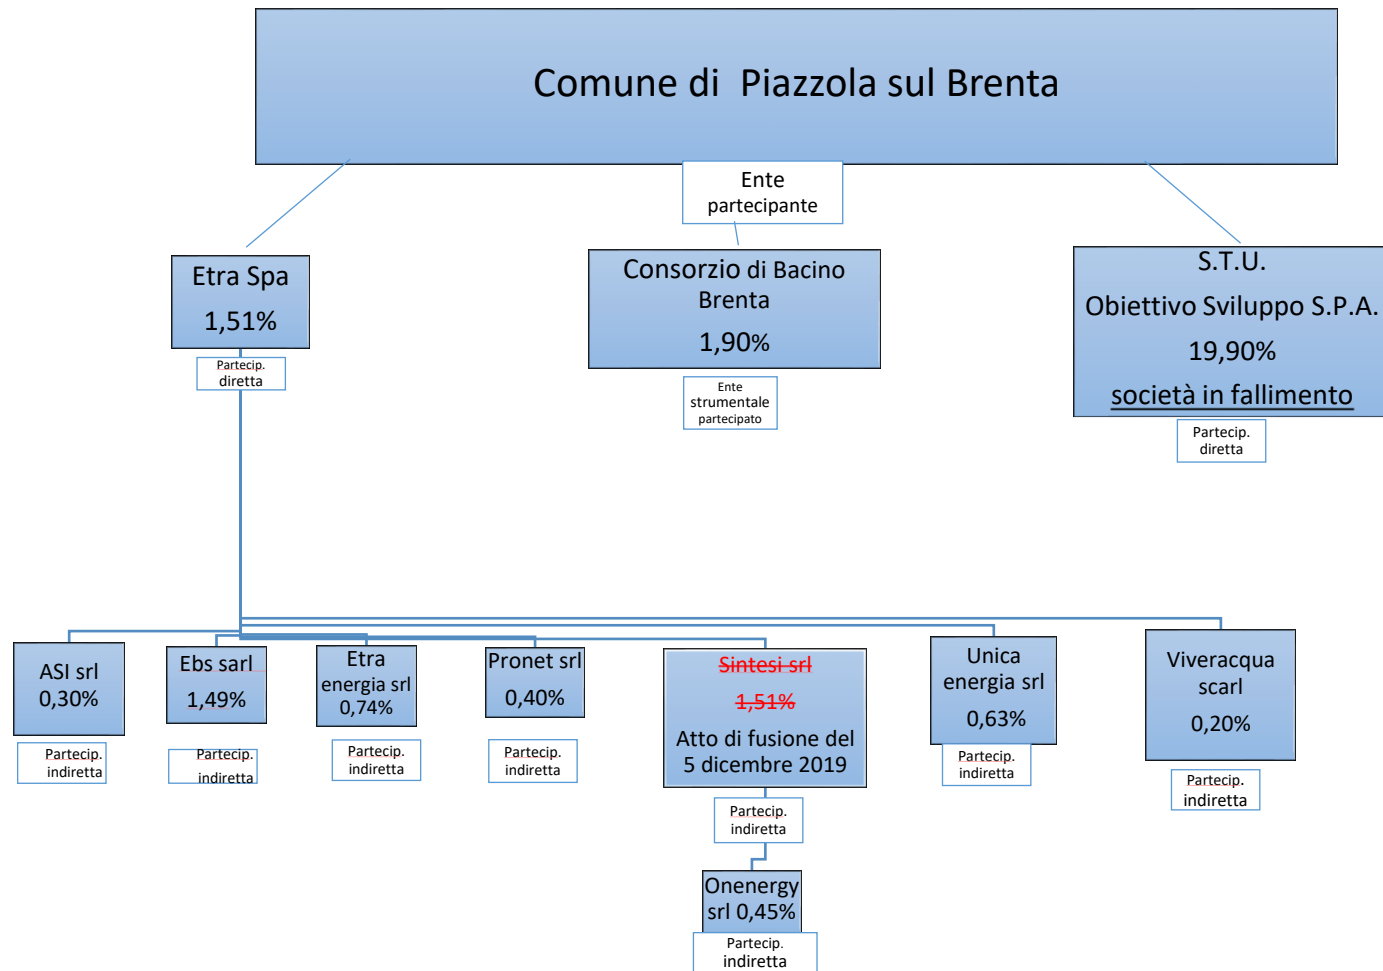 Comune di Piazzola sul Brenta
Ente
partecipante
Etra Spa
1,51%
Partecip.
diretta
Consorzio di Bacino
Brenta
1,90%
Ente
strumentale
partecipato
S.T.U.
Obiettivo Sviluppo S.P.A.
19,90%
società in fallimento
Partecip.
diretta
ASI srl
0,30%
Partecip.
indiretta
Ebs sarl
1,49%
Partecip.
indiretta
Etra
energia srl
0,74%
Partecip.
indiretta
Pronet srl
0,40%
Partecip.
indiretta
Sintesi srl
1,51%
Atto di fusione del
5 dicembre 2019
Partecip.
indiretta
Onenergy
srl 0,45%
Partecip.
indiretta
Unica
energia srl
0,63%
Partecip.
indiretta
Viveracqua
scarl
0,20%
Partecip.
indiretta